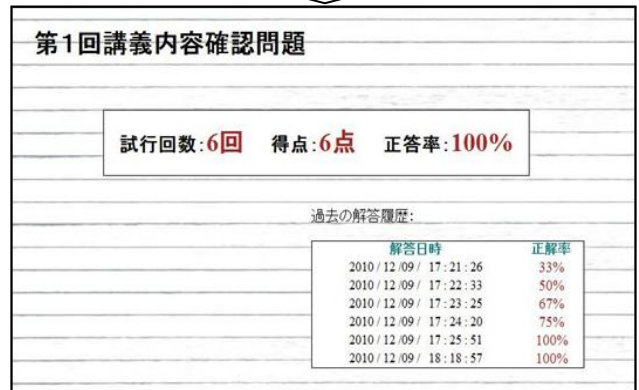 第1回講義内容確認問題
試行回数:6回 得点:6点 正答率:100%
過去の解答履歴:
解答日時 正解率
2010 / 12 /09 / 17 : 21 : 26 33%
2010 / 12 /09 / 17 : 22 : 33 50%
2010 / 12 /09 / 17 : 23 : 25 67%
2010 / 12 /09 / 17 : 24 : 20 75%
2010 / 12 /09 / 17 : 25 : 51 100%
2010 / 12 /09 / 18 : 18 : 57 100%